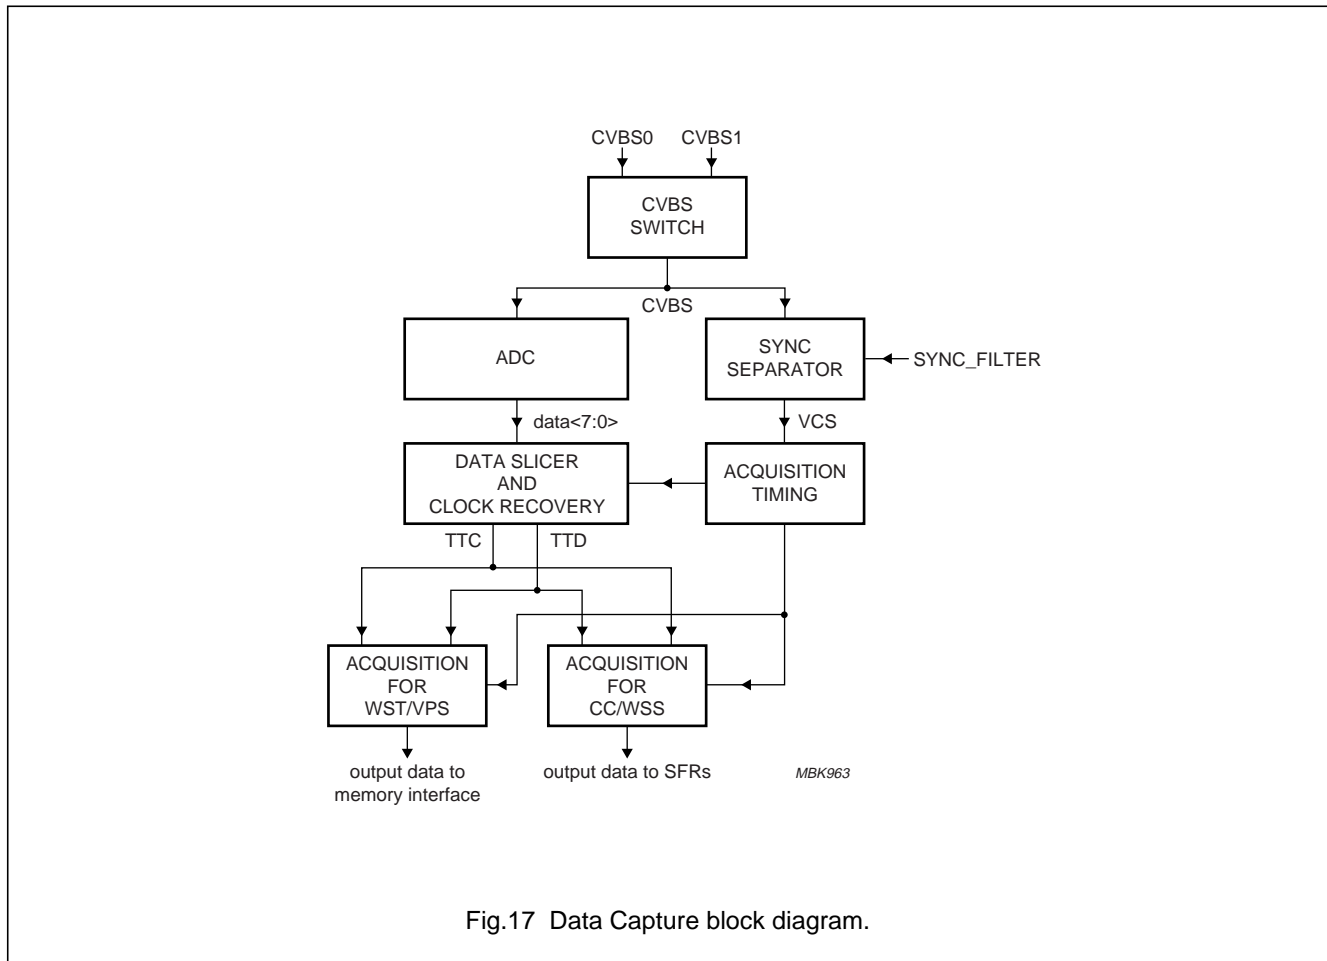 CVBS0
CVBS1
CVBS
SWITCH
CVBS
ADC
SYNC
SEPARATOR
SYNC_FILTER
data<7:0>
VCS
DATA SLICER
AND
CLOCK RECOVERY
ACQUISITION
TIMING
TTC
TTD
ACQUISITION
FOR
WST/VPS
ACQUISITION
FOR
CC/WSS
output data to
memory interface
output data to SFRs
MBK963
Fig.17 Data Capture block diagram.